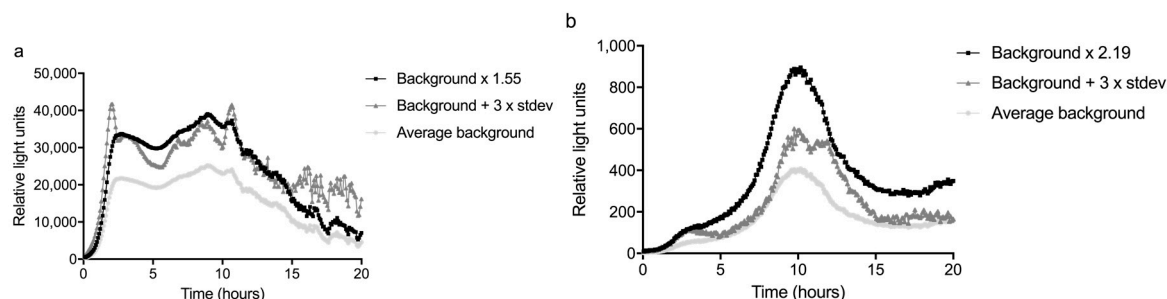 a
50,000
40,000
30,000
20,000
10,000
0
Relative light units
0 5 10 15 20
Time (hours)
Background x 1.55
Background + 3 x stdev
Average background
b
1,000
800
600
400
200
0
Relative light units
0 5 10 15 20
Time (hours)
Background x 2.19
Background + 3 x stdev
Average background